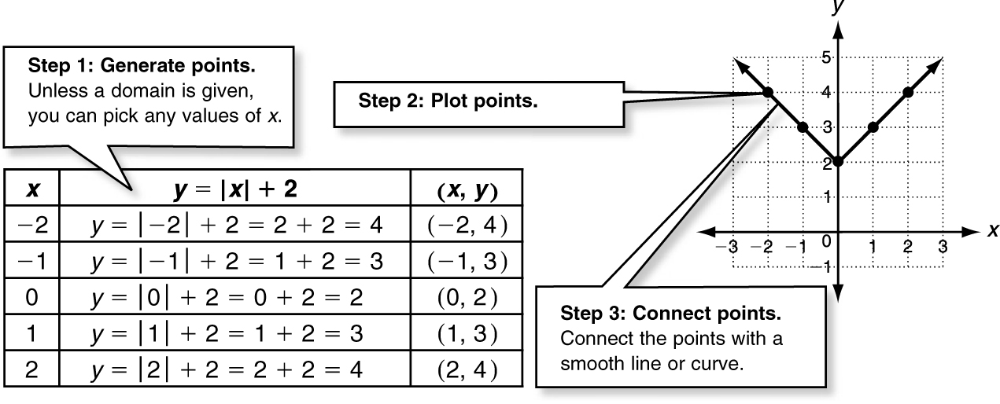 Step 1: Generate points.
Unless a domain is given,
you can pick any values of x.
Step 2: Plot points.
x y = |x| + 2 (x, y)
−2 y = |−2| + 2 = 2 + 2 = 4 (−2, 4)
−1 y = |−1| + 2 = 1 + 2 = 3 (−1, 3)
0 y = |0| + 2 = 0 + 2 = 2 (0, 2)
1 y = |1| + 2 = 1 + 2 = 3 (1, 3)
2 y = |2| + 2 = 2 + 2 = 4 (2, 4)
Step 3: Connect points.
Connect the points with a
smooth line or curve.
y
5
4
3
2
1
x
−3 −2 −1 0 1 2 3
−1